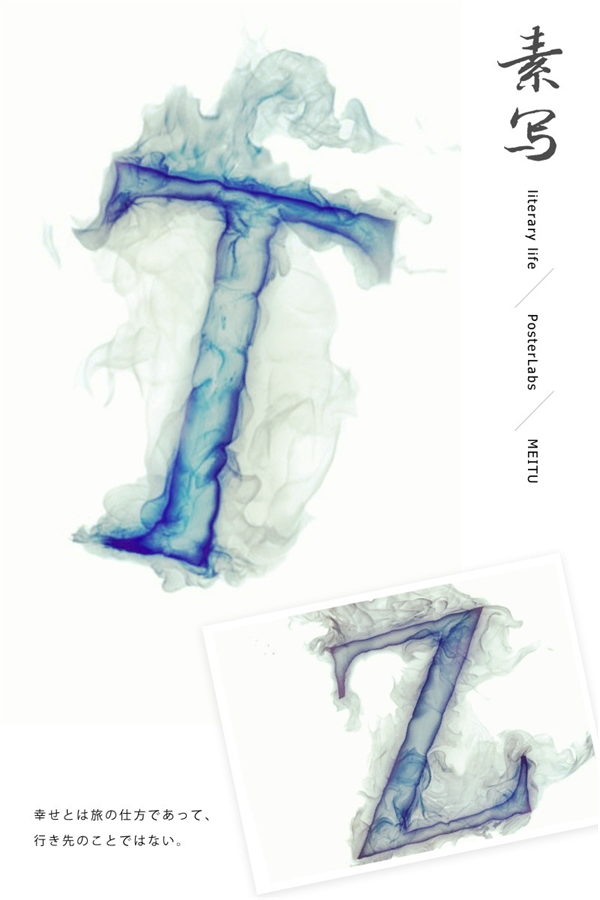 素写
literary life
PosterLabs
MEITU
T
Z
幸せとは旅の仕方であって、
行き先のことではない。